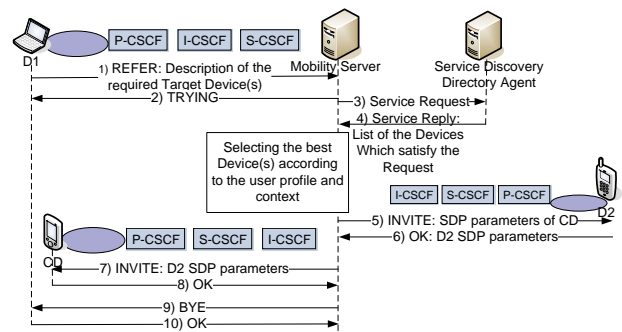 P-CSCF I-CSCF S-CSCF
D1
Mobility Server
Service Discovery
Directory Agent
1) REFER: Description of the
required Target Device(s)
2) TRYING
3) Service Request
4) Service Reply:
List of the Devices
Which satisfy the
Request
Selecting the best
Device(s) according
to the user profile and
context
I-CSCF S-CSCF P-CSCF
D2
5) INVITE: SDP parameters of CD
6) OK: D2 SDP parameters
P-CSCF S-CSCF I-CSCF
CD
7) INVITE: D2 SDP parameters
8) OK
9) BYE
10) OK